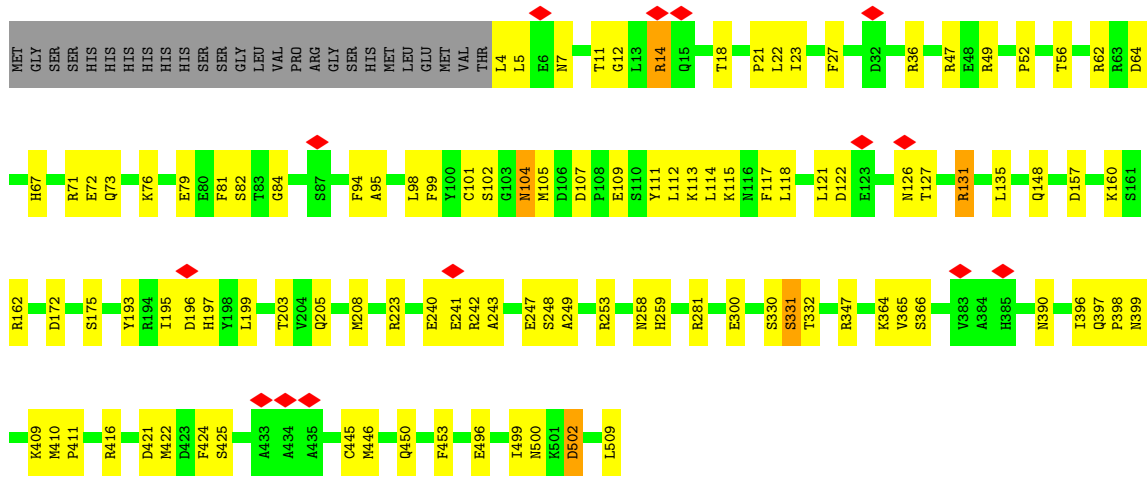 MET GLY SER SER HIS HIS HIS HIS HIS HIS SER SER GLY LEU VAL PRO ARG GLY SER HIS MET LEU GLU MET VAL THR L4 L5 E6 N7 T11 G12 L13 R14 Q15 T18 P21 L22 I23 F27 D32 R36 R47 E48 R49 P52 T56 R62 R63 D64
H67 R71 E72 Q73 K76 E79 E80 F81 S82 T83 G84 S87 F94 A95 L98 F99 Y100 C101 S102 G103 N104 M105 D106 D107 P108 E109 S110 Y111 L112 K113 L114 K115 N116 F117 L118 L121 D122 E123 N126 T127 R131 L135 Q148 D157 K160 S161
R162 D172 S175 Y193 R194 I195 D196 H197 Y198 L199 T203 V204 Q205 M208 R223 E240 E241 R242 A243 E247 S248 A249 R253 N258 H259 R281 E300 S330 S331 T332 R347 K364 V365 S366 V383 A384 H385 N390 I396 Q397 P398 N399
K409 M410 P411 R416 D421 M422 D423 F424 S425 A433 A434 A435 C445 M446 Q450 F453 E496 I499 N500 K501 D502 L509